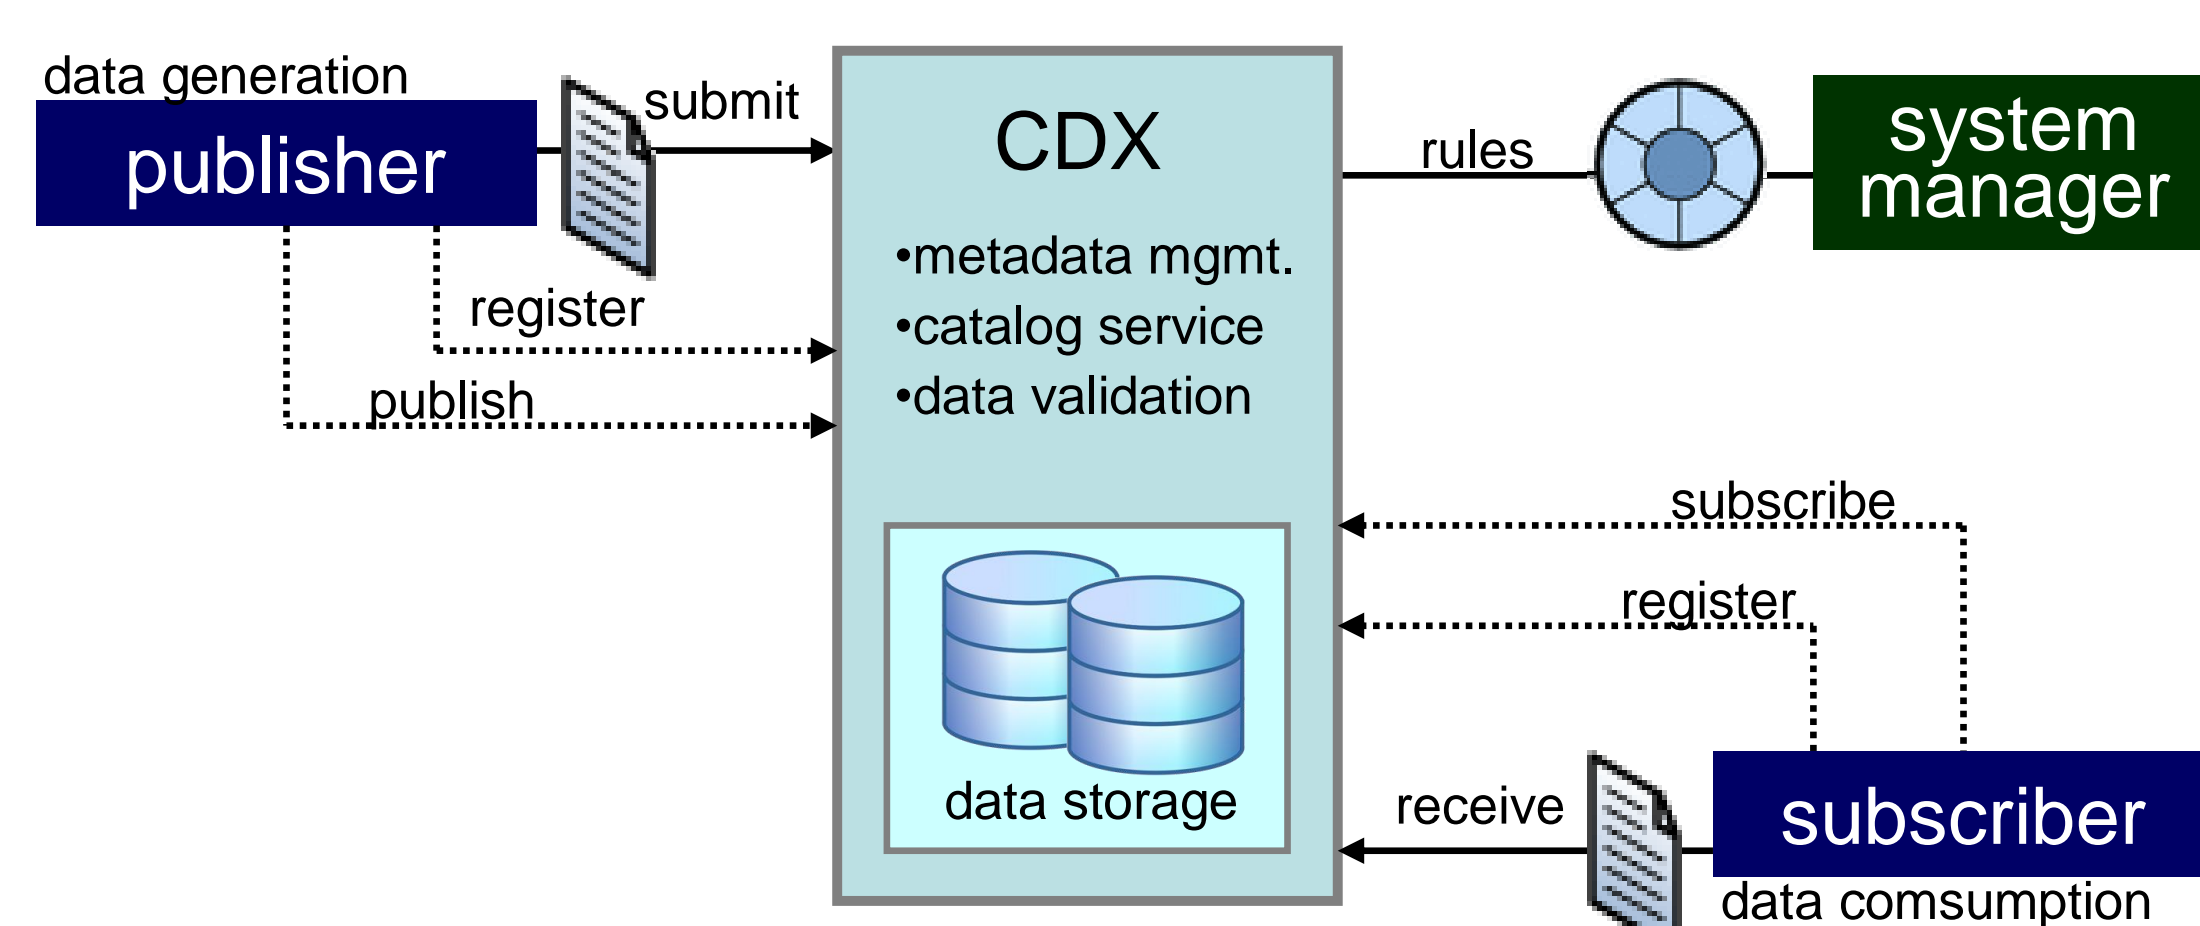 data generation
publisher
submit
register
publish
CDX
•metadata mgmt.
•catalog service
•data validation
data storage
rules
system
manager
subscribe
register
receive
subscriber
data comsumption